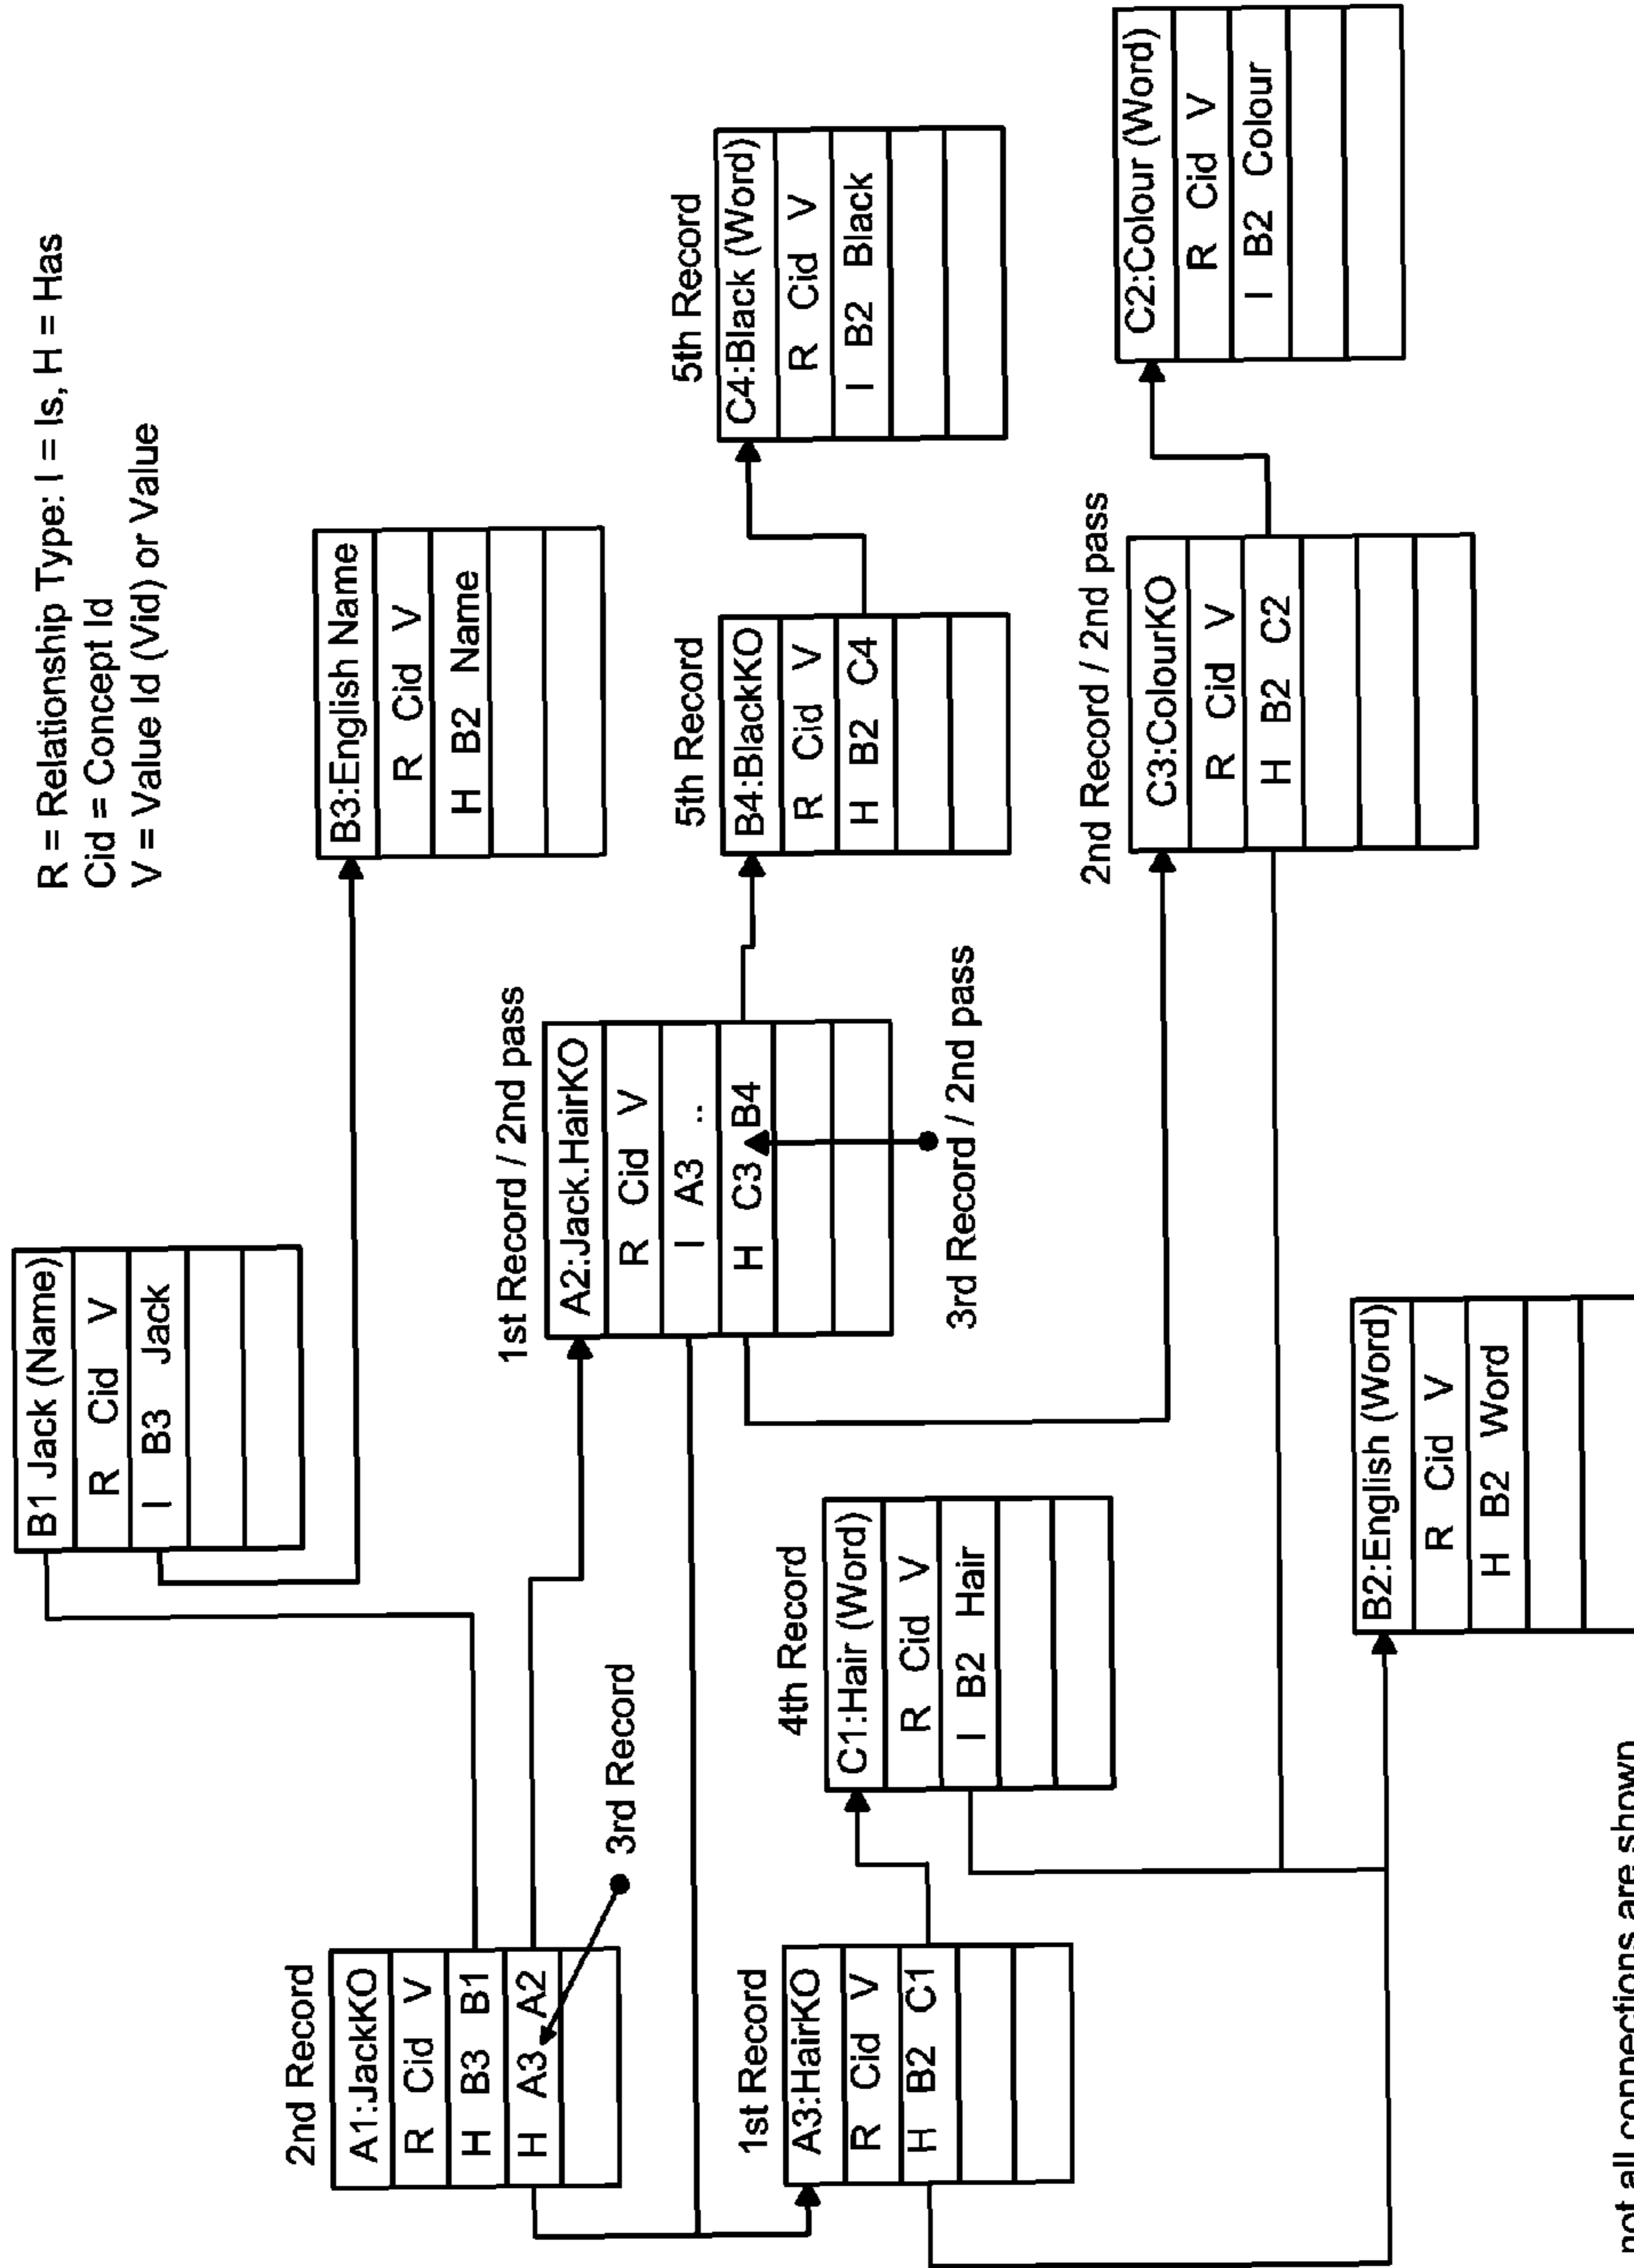 R = Relationship Type: I = Is, H = Has
Cid = Concept Id
V = Value Id (Vid) or Value
B1 Jack (Name)
R Cid V
I B3 Jack
B3:English Name
R Cid V
H B2 Name
2nd Record
A1:JackKO
R Cid V
H B3 B1
H A3 A2
3rd Record
1st Record / 2nd pass
A2:Jack.HairKO
R Cid V
I A3 ..
H C3 B4
3rd Record / 2nd pass
5th Record
B4:BlackKO
R Cid V
H B2 C4
5th Record
C4:Black (Word)
R Cid V
I B2 Black
1st Record
A3:HairKO
R Cid V
H B2 C1
4th Record
C1:Hair (Word)
R Cid V
I B2 Hair
2nd Record / 2nd pass
C3:ColourKO
R Cid V
H B2 C2
C2:Colour (Word)
R Cid V
I B2 Colour
B2:English (Word)
R Cid V
H B2 Word
not all connections are shown